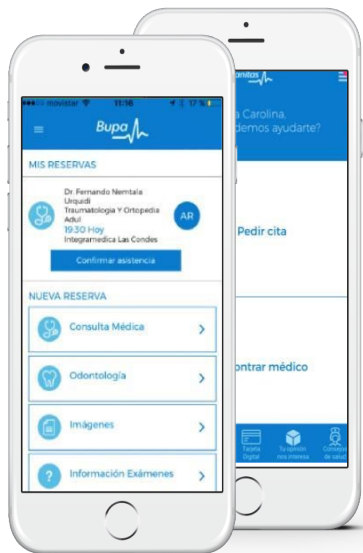 movistar 11:16 17 %
Bupa
MIS RESERVAS
Dr. Fernando Nemtala
Urquidi
Traumatologia Y Ortopedia
Adul
19:30 Hoy
Integramedica Las Condes
AR
Confirmar asistencia
NUEVA RESERVA
Consulta Médica
Odontología
Imágenes
?
Información Exámenes
anitas
a Carolina,
demos ayudarte?
Pedir cita
ontrar médico
Tarjeta
Digital
Tu opinión
nos interesa
Consejos
de salud